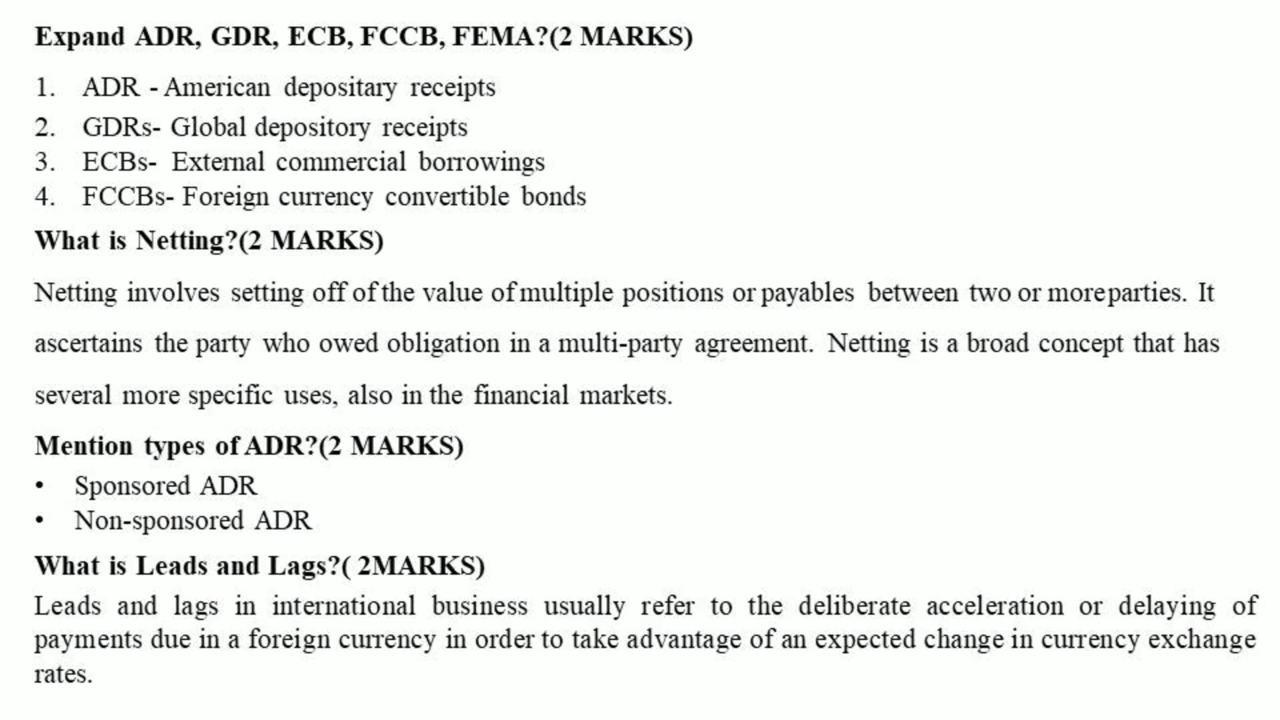 Expand ADR, GDR, ECB, FCCB, FEMA?(2 MARKS)
1. ADR - American depositary receipts
2. GDRs- Global depository receipts
3. ECBs- External commercial borrowings
4. FCCBs- Foreign currency convertible bonds
What is Netting?(2 MARKS)
Netting involves setting off of the value of multiple positions or payables between two or more parties. It
ascertains the party who owed obligation in a multi-party agreement. Netting is a broad concept that has
several more specific uses, also in the financial markets.
Mention types of ADR?(2 MARKS)
• Sponsored ADR
• Non-sponsored ADR
What is Leads and Lags?( 2MARKS)
Leads and lags in international business usually refer to the deliberate acceleration or delaying of
payments due in a foreign currency in order to take advantage of an expected change in currency exchange
rates.